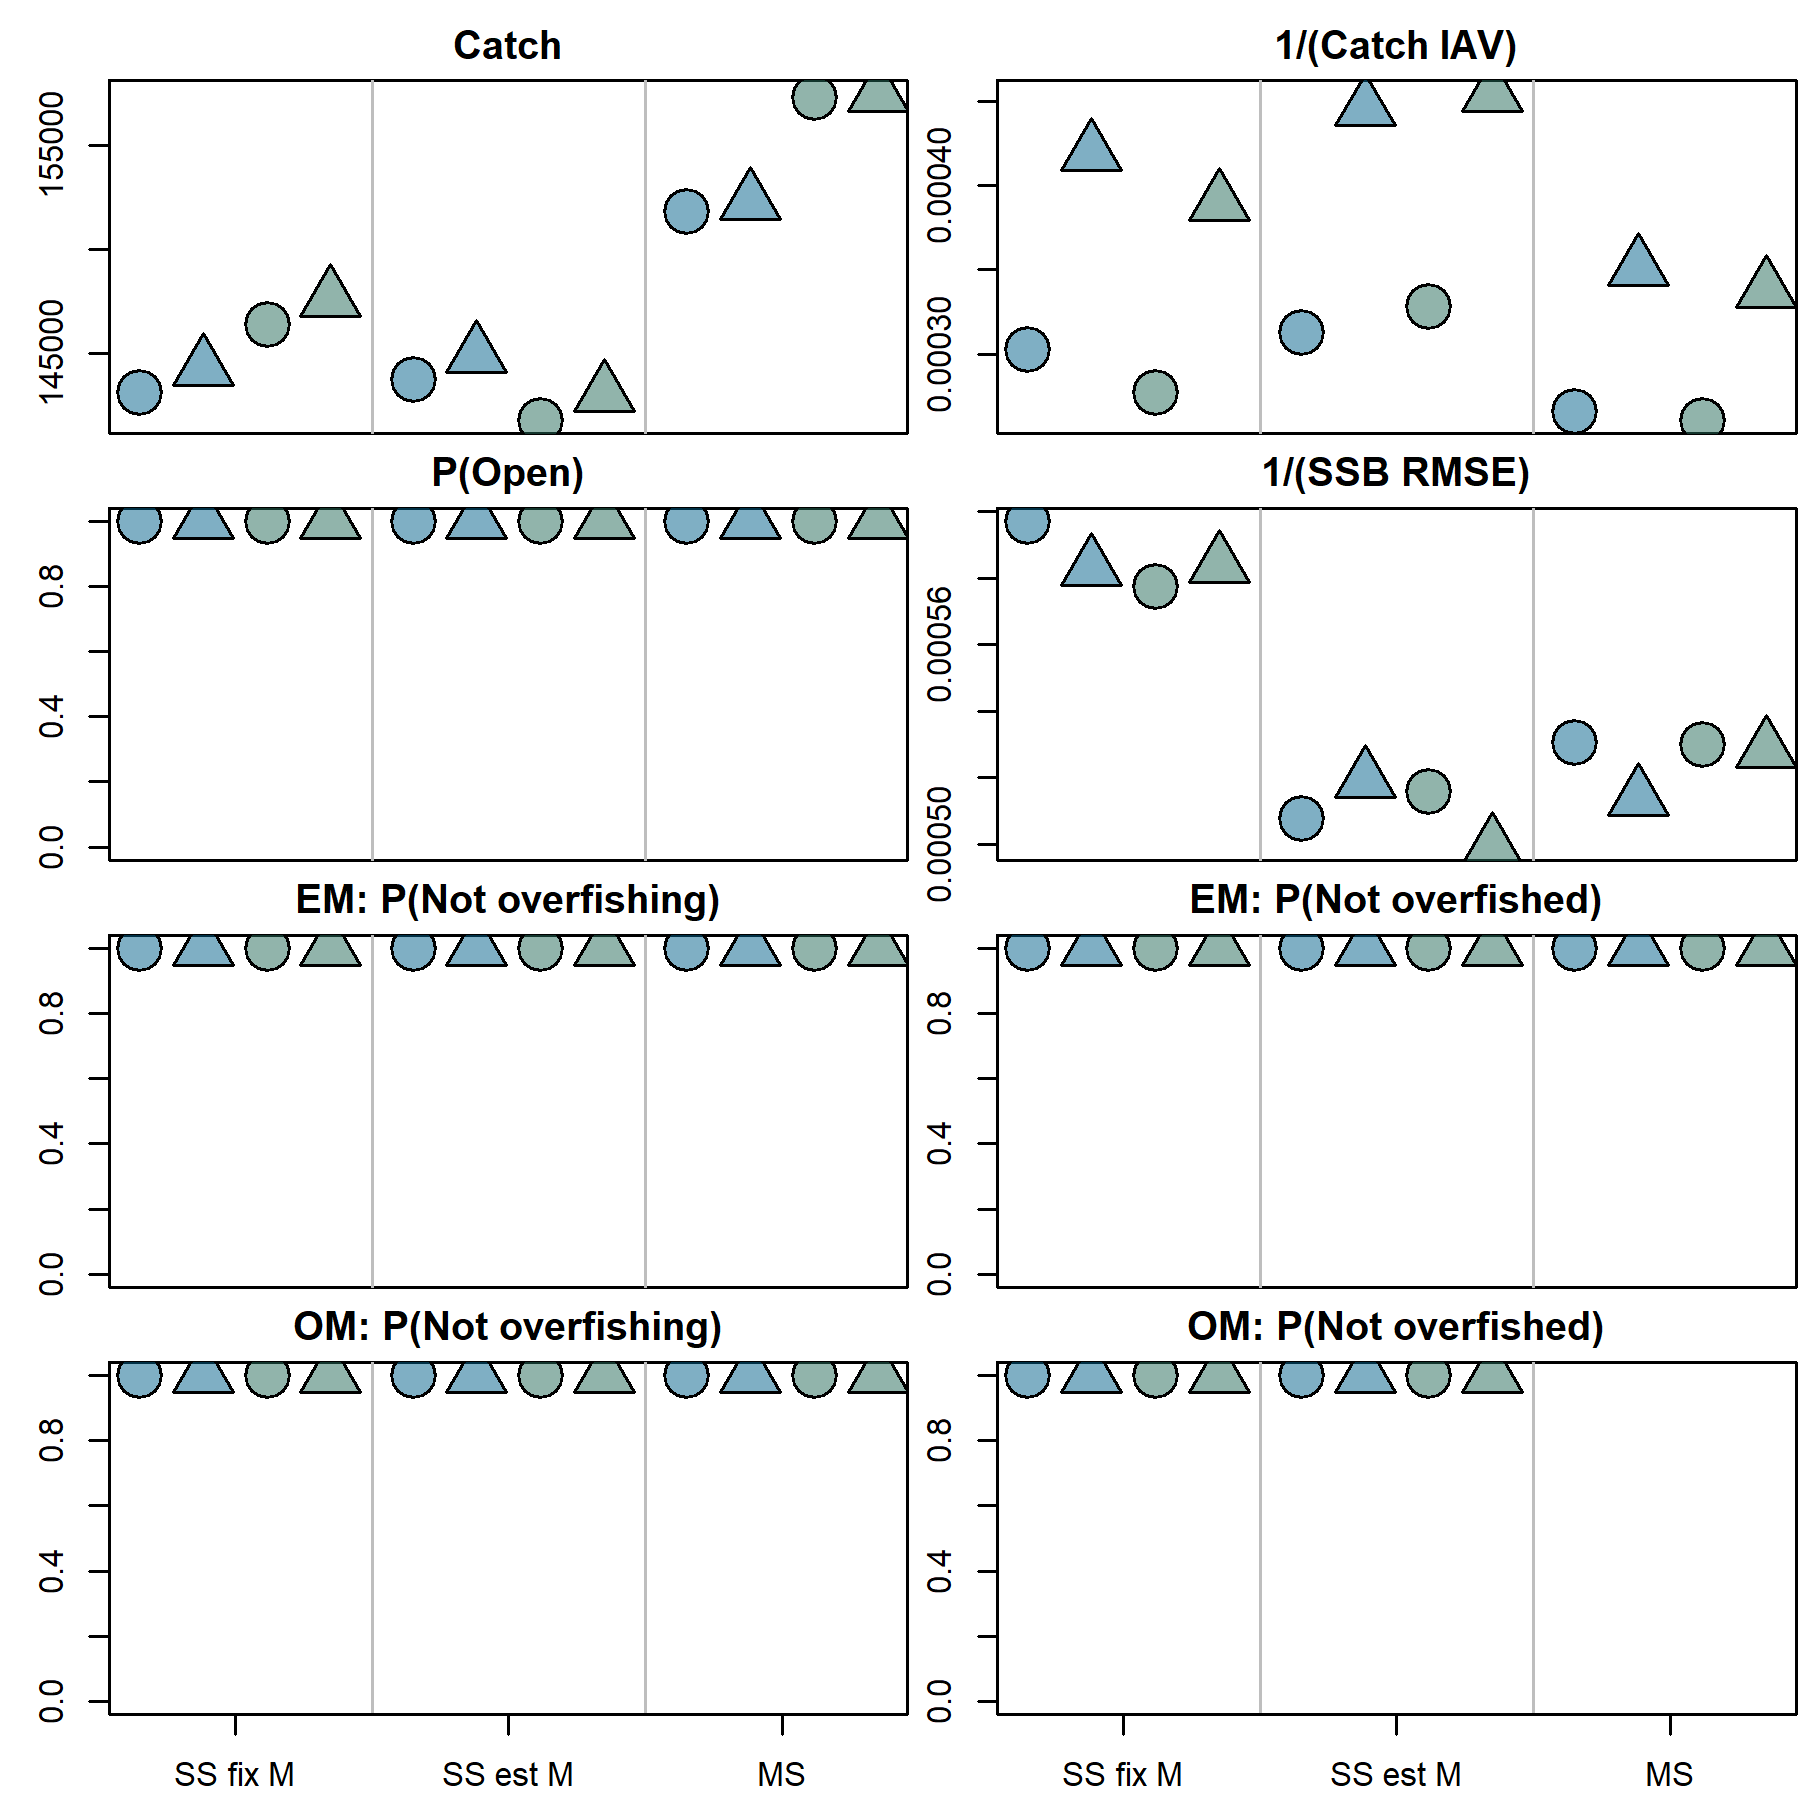 Catch
1/(Catch IAV)
155000
145000
0.00040
0.00030
P(Open)
1/(SSB RMSE)
0.8
0.4
0.0
0.00056
0.00050
EM: P(Not overfishing)
EM: P(Not overfished)
0.8
0.4
0.0
0.8
0.4
0.0
OM: P(Not overfishing)
OM: P(Not overfished)
0.8
0.4
0.0
0.8
0.4
0.0
SS fix M
SS est M
MS
SS fix M
SS est M
MS